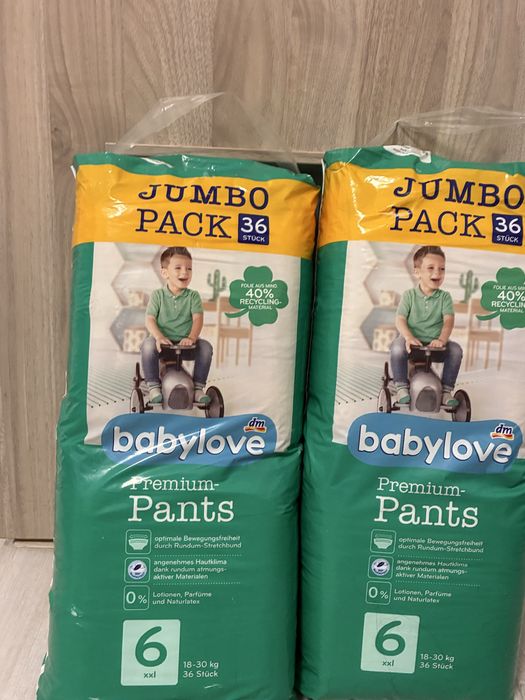 JUMBO
PACK 36
STÜCK
FOLIE AUS MIND.
40%
RECYCLING-
MATERIAL
dm
babylove
Premium-
Pants
optimale Bewegungsfreiheit
durch Rundum-Stretchbund
angenehmes Hautklima
dank rundum atmungs-
aktiver Materialen
0 % Lotionen, Parfüme
und Naturlatex
6
xxl
18-30 kg
36 Stück
JUMBO
PACK 36
STÜCK
FOLIE AUS MIND
40%
RECYCLIN
MATERIAL
dm
babylove
Premium-
Pants
optimale Bewegungsfreiheit
durch Rundum-Stretchbund
angenehmes Hautklima
dank rundum atmungs-
aktiver Materialen
0 % Lotionen, Parfüme
und Naturlatex
6
xxl
18-30 kg
36 Stück